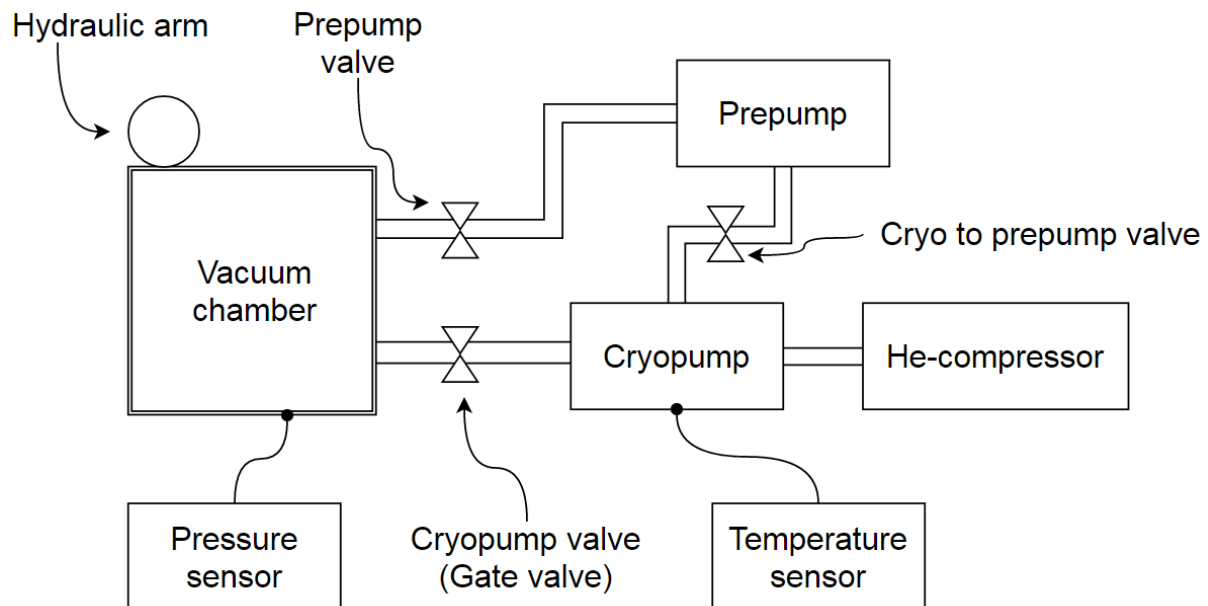 Hydraulic arm
Prepump
valve
Prepump
Cryo to prepump valve
Vacuum
chamber
Cryopump
He-compressor
Pressure
sensor
Cryopump valve
(Gate valve)
Temperature
sensor